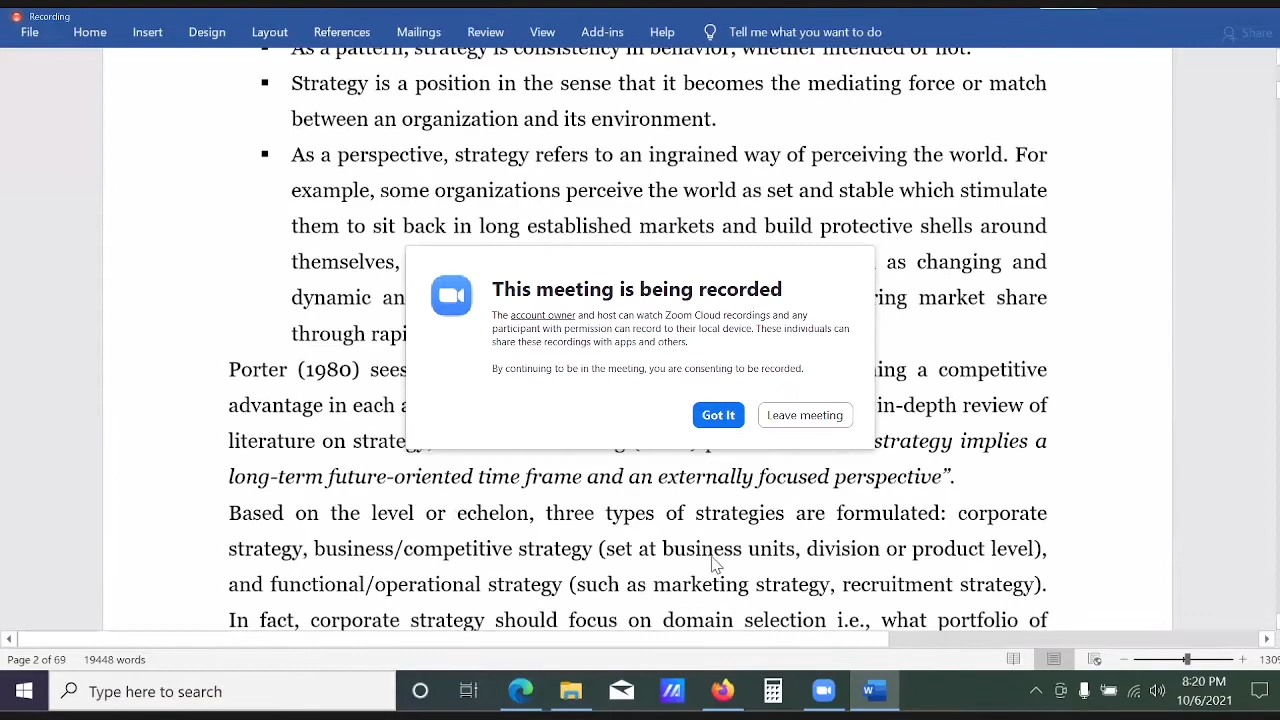 Recording
File Home Insert Design Layout References Mailings Review View Add-ins Help Tell me what you want to do Share
As a pattern, strategy is consistency in behavior, whether intended or not.
▪ Strategy is a position in the sense that it becomes the mediating force or match
between an organization and its environment.
▪ As a perspective, strategy refers to an ingrained way of perceiving the world. For
example, some organizations perceive the world as set and stable which stimulate
them to sit back in long established markets and build protective shells around
themselves, as changing and
dynamic market share
through
Porter (1980) sees a competitive
advantage in each in-depth review of
literature on strategy implies a
long-term future-oriented time frame and an externally focused perspective”.
Based on the level or echelon, three types of strategies are formulated: corporate
strategy, business/competitive strategy (set at business units, division or product level),
and functional/operational strategy (such as marketing strategy, recruitment strategy).
In fact, corporate strategy should focus on domain selection i.e., what portfolio of
This meeting is being recorded
The account owner and host can watch Zoom Cloud recordings and any
participant with permission can record to their local device. These individuals can
share these recordings with apps and others.
By continuing to be in the meeting, you are consenting to be recorded.
Got It Leave meeting
Page 2 of 69 19448 words
Type here to search
8:20 PM
10/6/2021